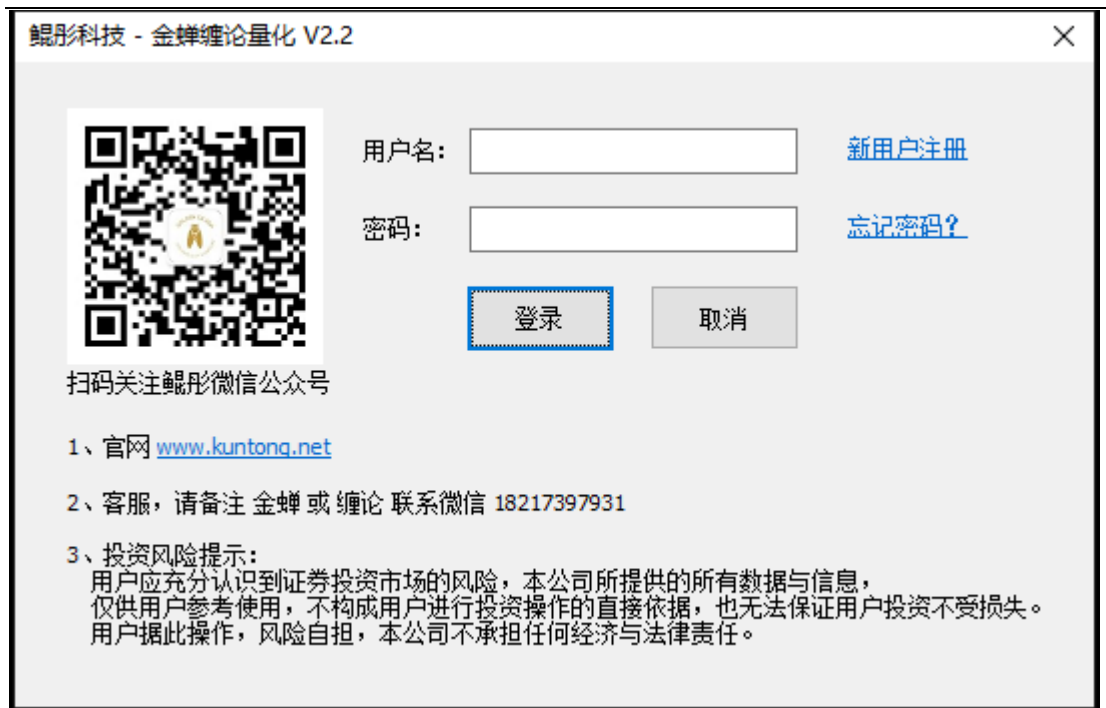 鲲彤科技 - 金蝉缠论量化 V2.2
用户名：
新用户注册
密码：
忘记密码？
登录
取消
扫码关注鲲彤微信公众号
1、官网 www.kuntong.net
2、客服，请备注 金蝉 或 缠论 联系微信 18217397931
3、投资风险提示：
用户应充分认识到证券投资市场的风险，本公司所提供的所有数据与信息，
仅供用户参考使用，不构成用户进行投资操作的直接依据，也无法保证用户投资不受损失。
用户据此操作，风险自担，本公司不承担任何经济与法律责任。